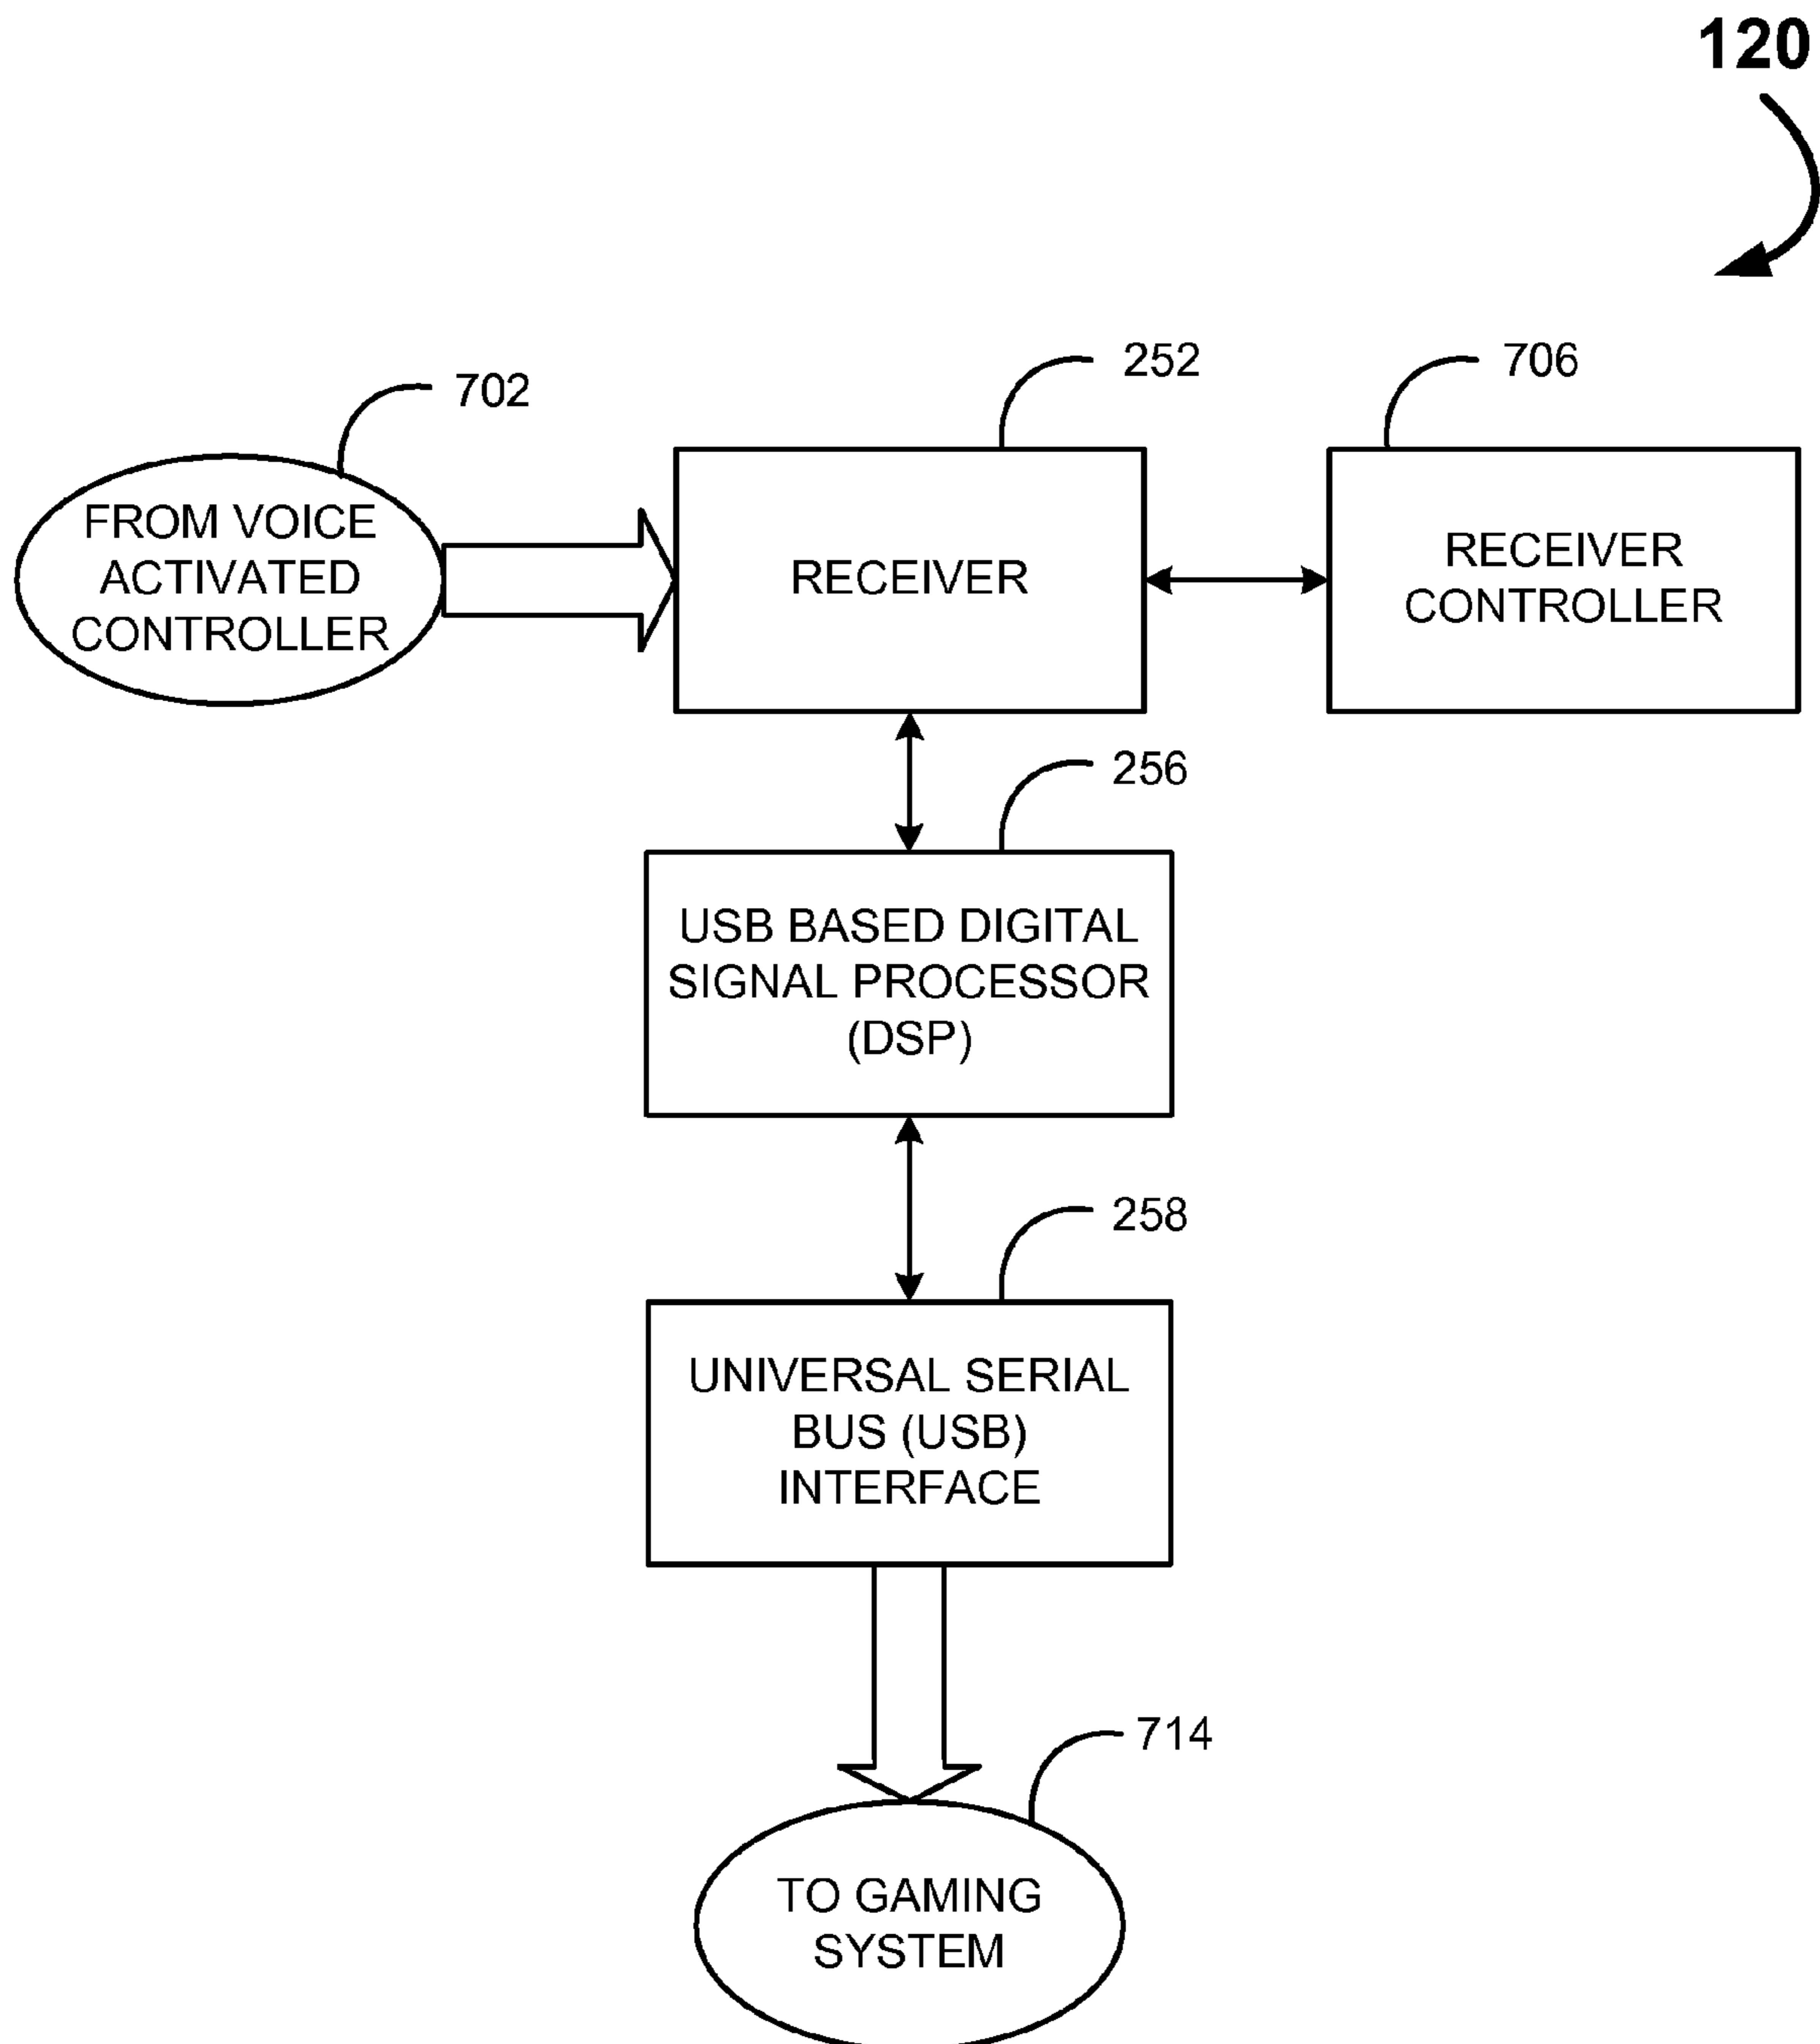 120
252
706
702
FROM VOICE
ACTIVATED
CONTROLLER
RECEIVER
RECEIVER
CONTROLLER
256
USB BASED DIGITAL
SIGNAL PROCESSOR
(DSP)
258
UNIVERSAL SERIAL
BUS (USB)
INTERFACE
714
TO GAMING
SYSTEM